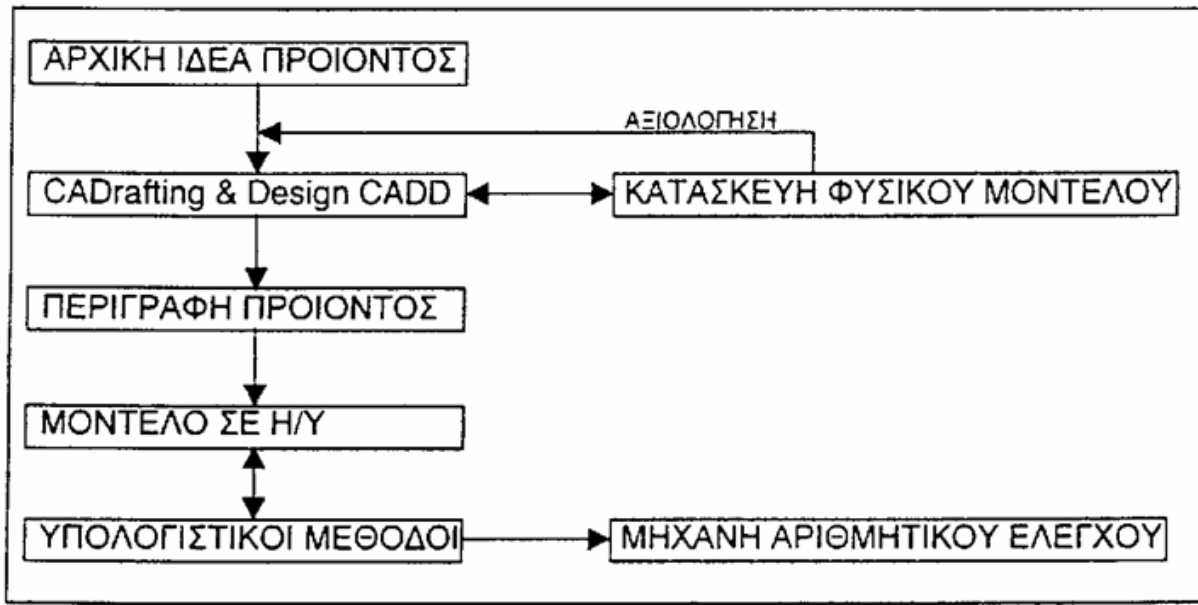 ΑΡΧΙΚΗ ΙΔΕΑ ΠΡΟΙΟΝΤΟΣ
ΑΞΙΟΛΟΓΗΣΗ
CADrafting & Design CADD
ΚΑΤΑΣΚΕΥΗ ΦΥΣΙΚΟΥ ΜΟΝΤΕΛΟΥ
ΠΕΡΙΓΡΑΦΗ ΠΡΟΙΟΝΤΟΣ
ΜΟΝΤΕΛΟ ΣΕ Η/Υ
ΥΠΟΛΟΓΙΣΤΙΚΟΙ ΜΕΘΟΔΟΙ
ΜΗΧΑΝΗ ΑΡΙΘΜΗΤΙΚΟΥ ΕΛΕΓΧΟΥ